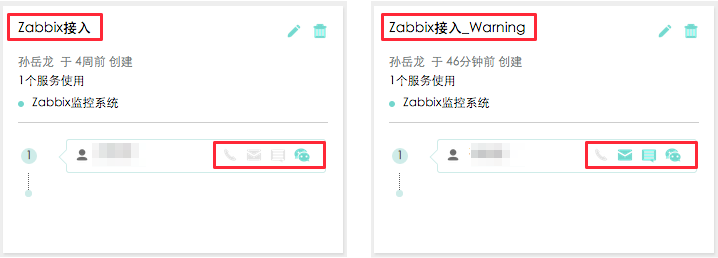 Zabbix接入
孙岳龙 于 4周前 创建
1个服务使用
Zabbix监控系统
1
Zabbix接入_Warning
孙岳龙 于 46分钟前 创建
1个服务使用
Zabbix监控系统
1